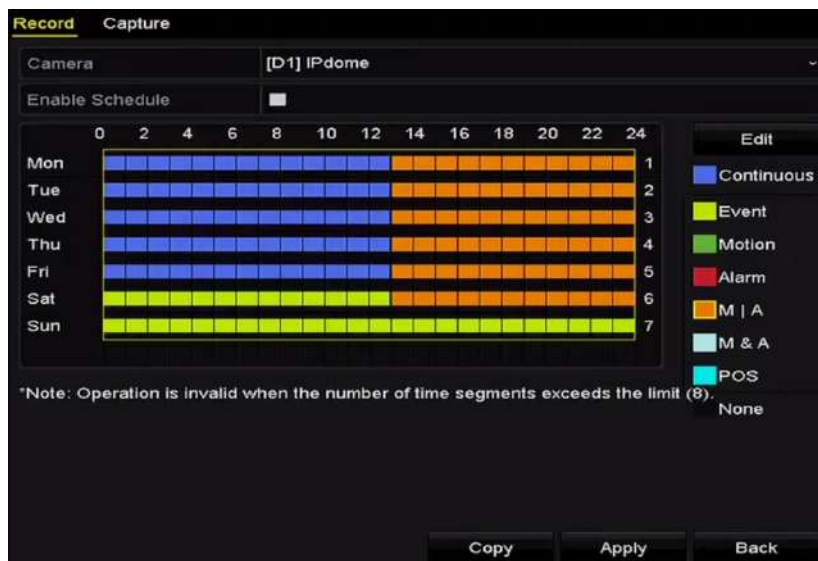 Record Capture
Camera [D1] IPdome
Enable Schedule
0 2 4 6 8 10 12 14 16 18 20 22 24
Edit
Mon 1
Continuous
Tue 2
Wed 3
Event
Thu 4
Motion
Fri 5
Alarm
Sat 6
M | A
Sun 7
M & A
POS
*Note: Operation is invalid when the number of time segments exceeds the limit (8).
None
Copy Apply Back